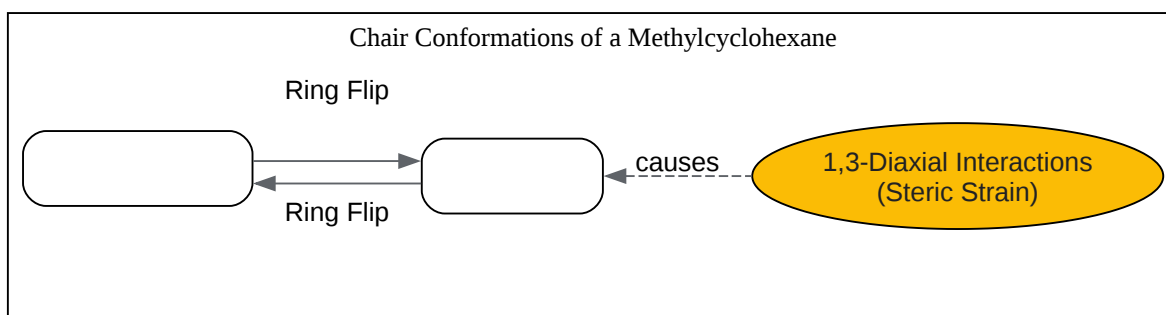 Chair Conformations of a Methylcyclohexane
Ring Flip
causes
1,3-Diaxial Interactions
(Steric Strain)
Ring Flip